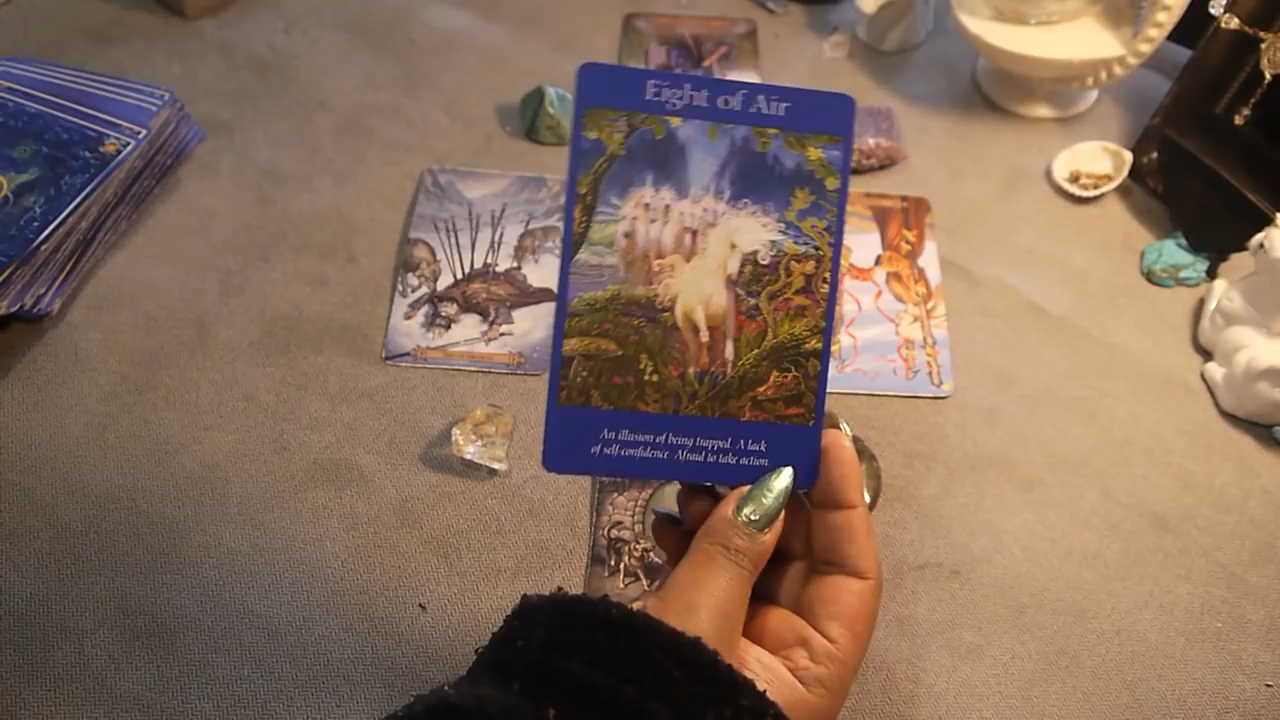 Eight of Air
An illusion of being trapped. A lack
of self-confidence. Afraid to take action